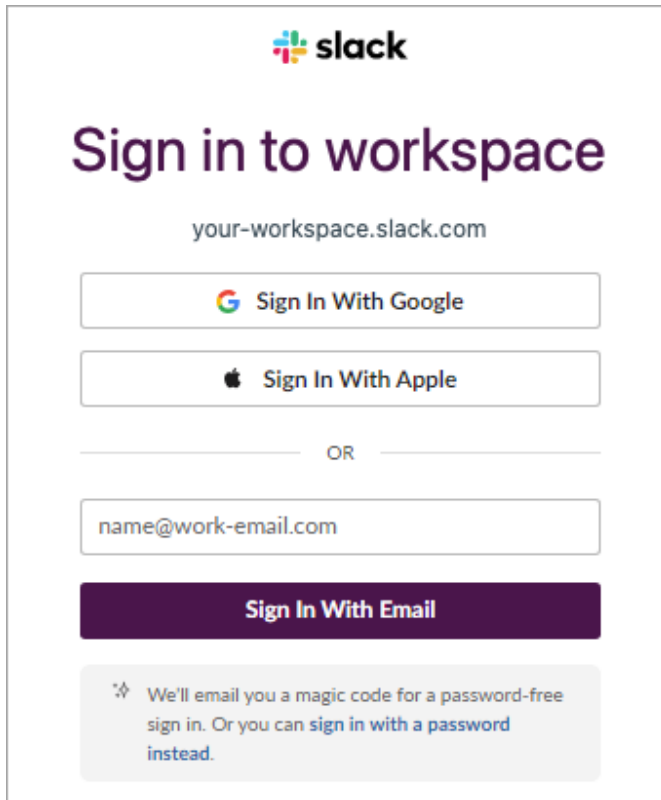 slack
Sign in to workspace
your-workspace.slack.com
Sign In With Google
Sign In With Apple
OR
name@work-email.com
Sign In With Email
We'll email you a magic code for a password-free
sign in. Or you can sign in with a password
instead.